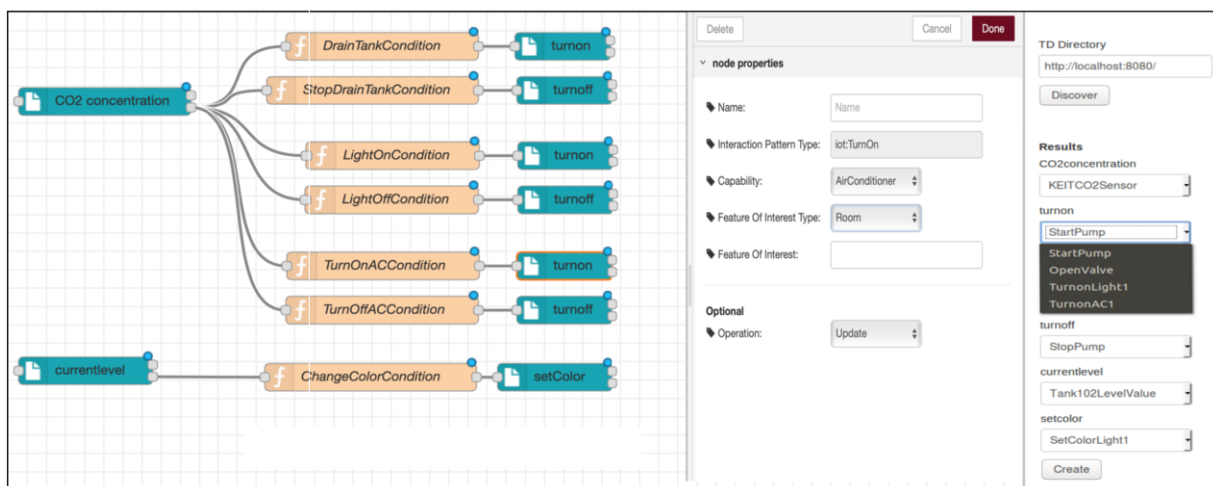 DrainTankCondition
turnon
StopDrainTankCondition
turnoff
CO2 concentration
LightOnCondition
turnon
LightOffCondition
turnoff
TurnOnACCondition
turnon
TurnOffACCondition
turnoff
currentlevel
ChangeColorCondition
setColor
Delete
Cancel
Done
node properties
Name:
Name
Interaction Pattern Type:
iot:TurnOn
Capability:
AirConditioner
Feature Of Interest Type:
Room
Feature Of Interest:
Optional
Operation:
Update
TD Directory
http://localhost:8080/
Discover
Results
CO2concentration
KEITCO2Sensor
turnon
StartPump
StartPump
OpenValve
TurnonLight1
TurnonAC1
turnoff
StopPump
currentlevel
Tank102LevelValue
setcolor
SetColorLight1
Create